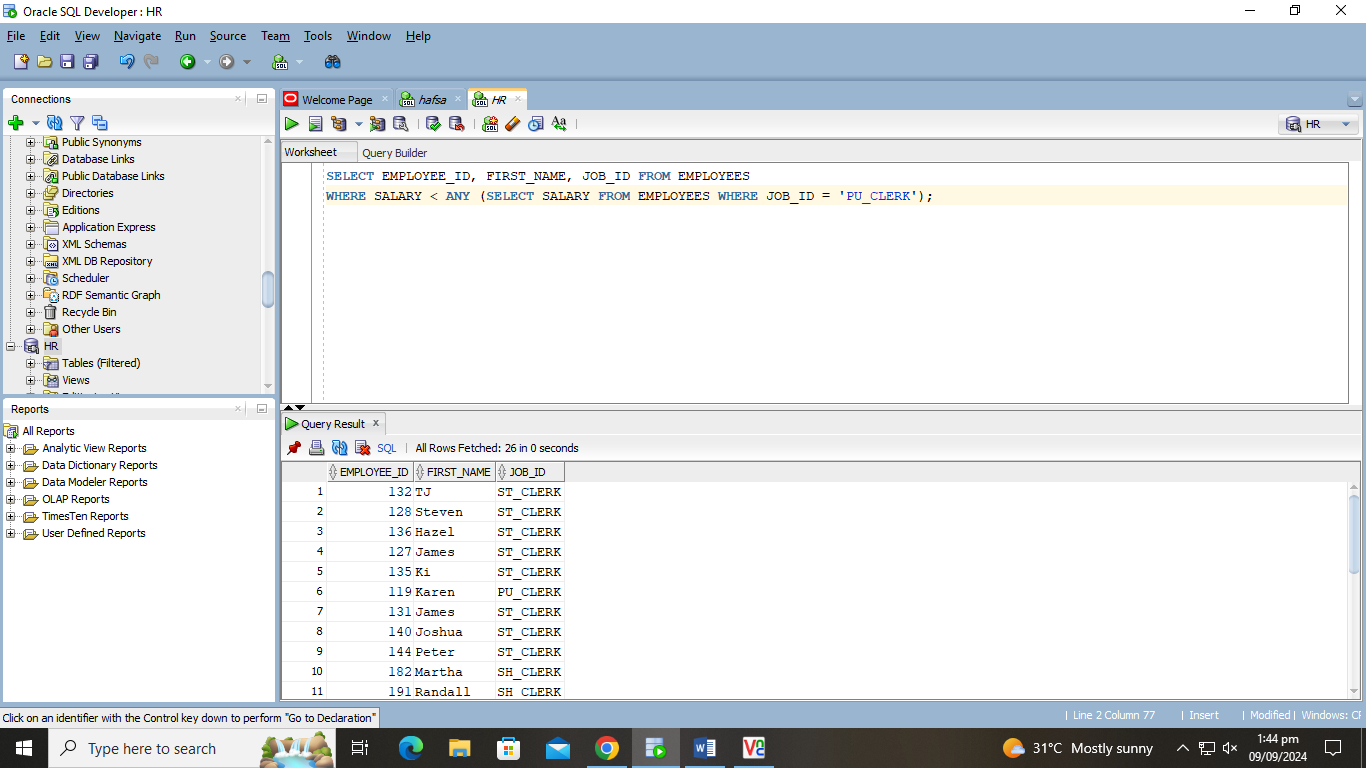 Oracle SQL Developer : HR
File Edit View Navigate Run Source Team Tools Window Help
Connections
Public Synonyms
Database Links
Public Database Links
Directories
Editions
Application Express
XML Schemas
XML DB Repository
Scheduler
RDF Semantic Graph
Recycle Bin
Other Users
HR
Tables (Filtered)
Views
Reports
All Reports
Analytic View Reports
Data Dictionary Reports
Data Modeler Reports
OLAP Reports
TimesTen Reports
User Defined Reports
Welcome Page hafsa HR
HR
Worksheet Query Builder
SELECT EMPLOYEE_ID, FIRST_NAME, JOB_ID FROM EMPLOYEES
WHERE SALARY < ANY (SELECT SALARY FROM EMPLOYEES WHERE JOB_ID = 'PU_CLERK');
Query Result
SQL | All Rows Fetched: 26 in 0 seconds
EMPLOYEE_ID FIRST_NAME JOB_ID
1 132 TJ ST_CLERK
2 128 Steven ST_CLERK
3 136 Hazel ST_CLERK
4 127 James ST_CLERK
5 135 Ki ST_CLERK
6 119 Karen PU_CLERK
7 131 James ST_CLERK
8 140 Joshua ST_CLERK
9 144 Peter ST_CLERK
10 182 Martha SH_CLERK
11 191 Randall SH_CLERK
Click on an identifier with the Control key down to perform "Go to Declaration"
| Line 2 Column 77 | Insert | Modified | Windows: CF
Type here to search
31°C Mostly sunny
1:44 pm
09/09/2024